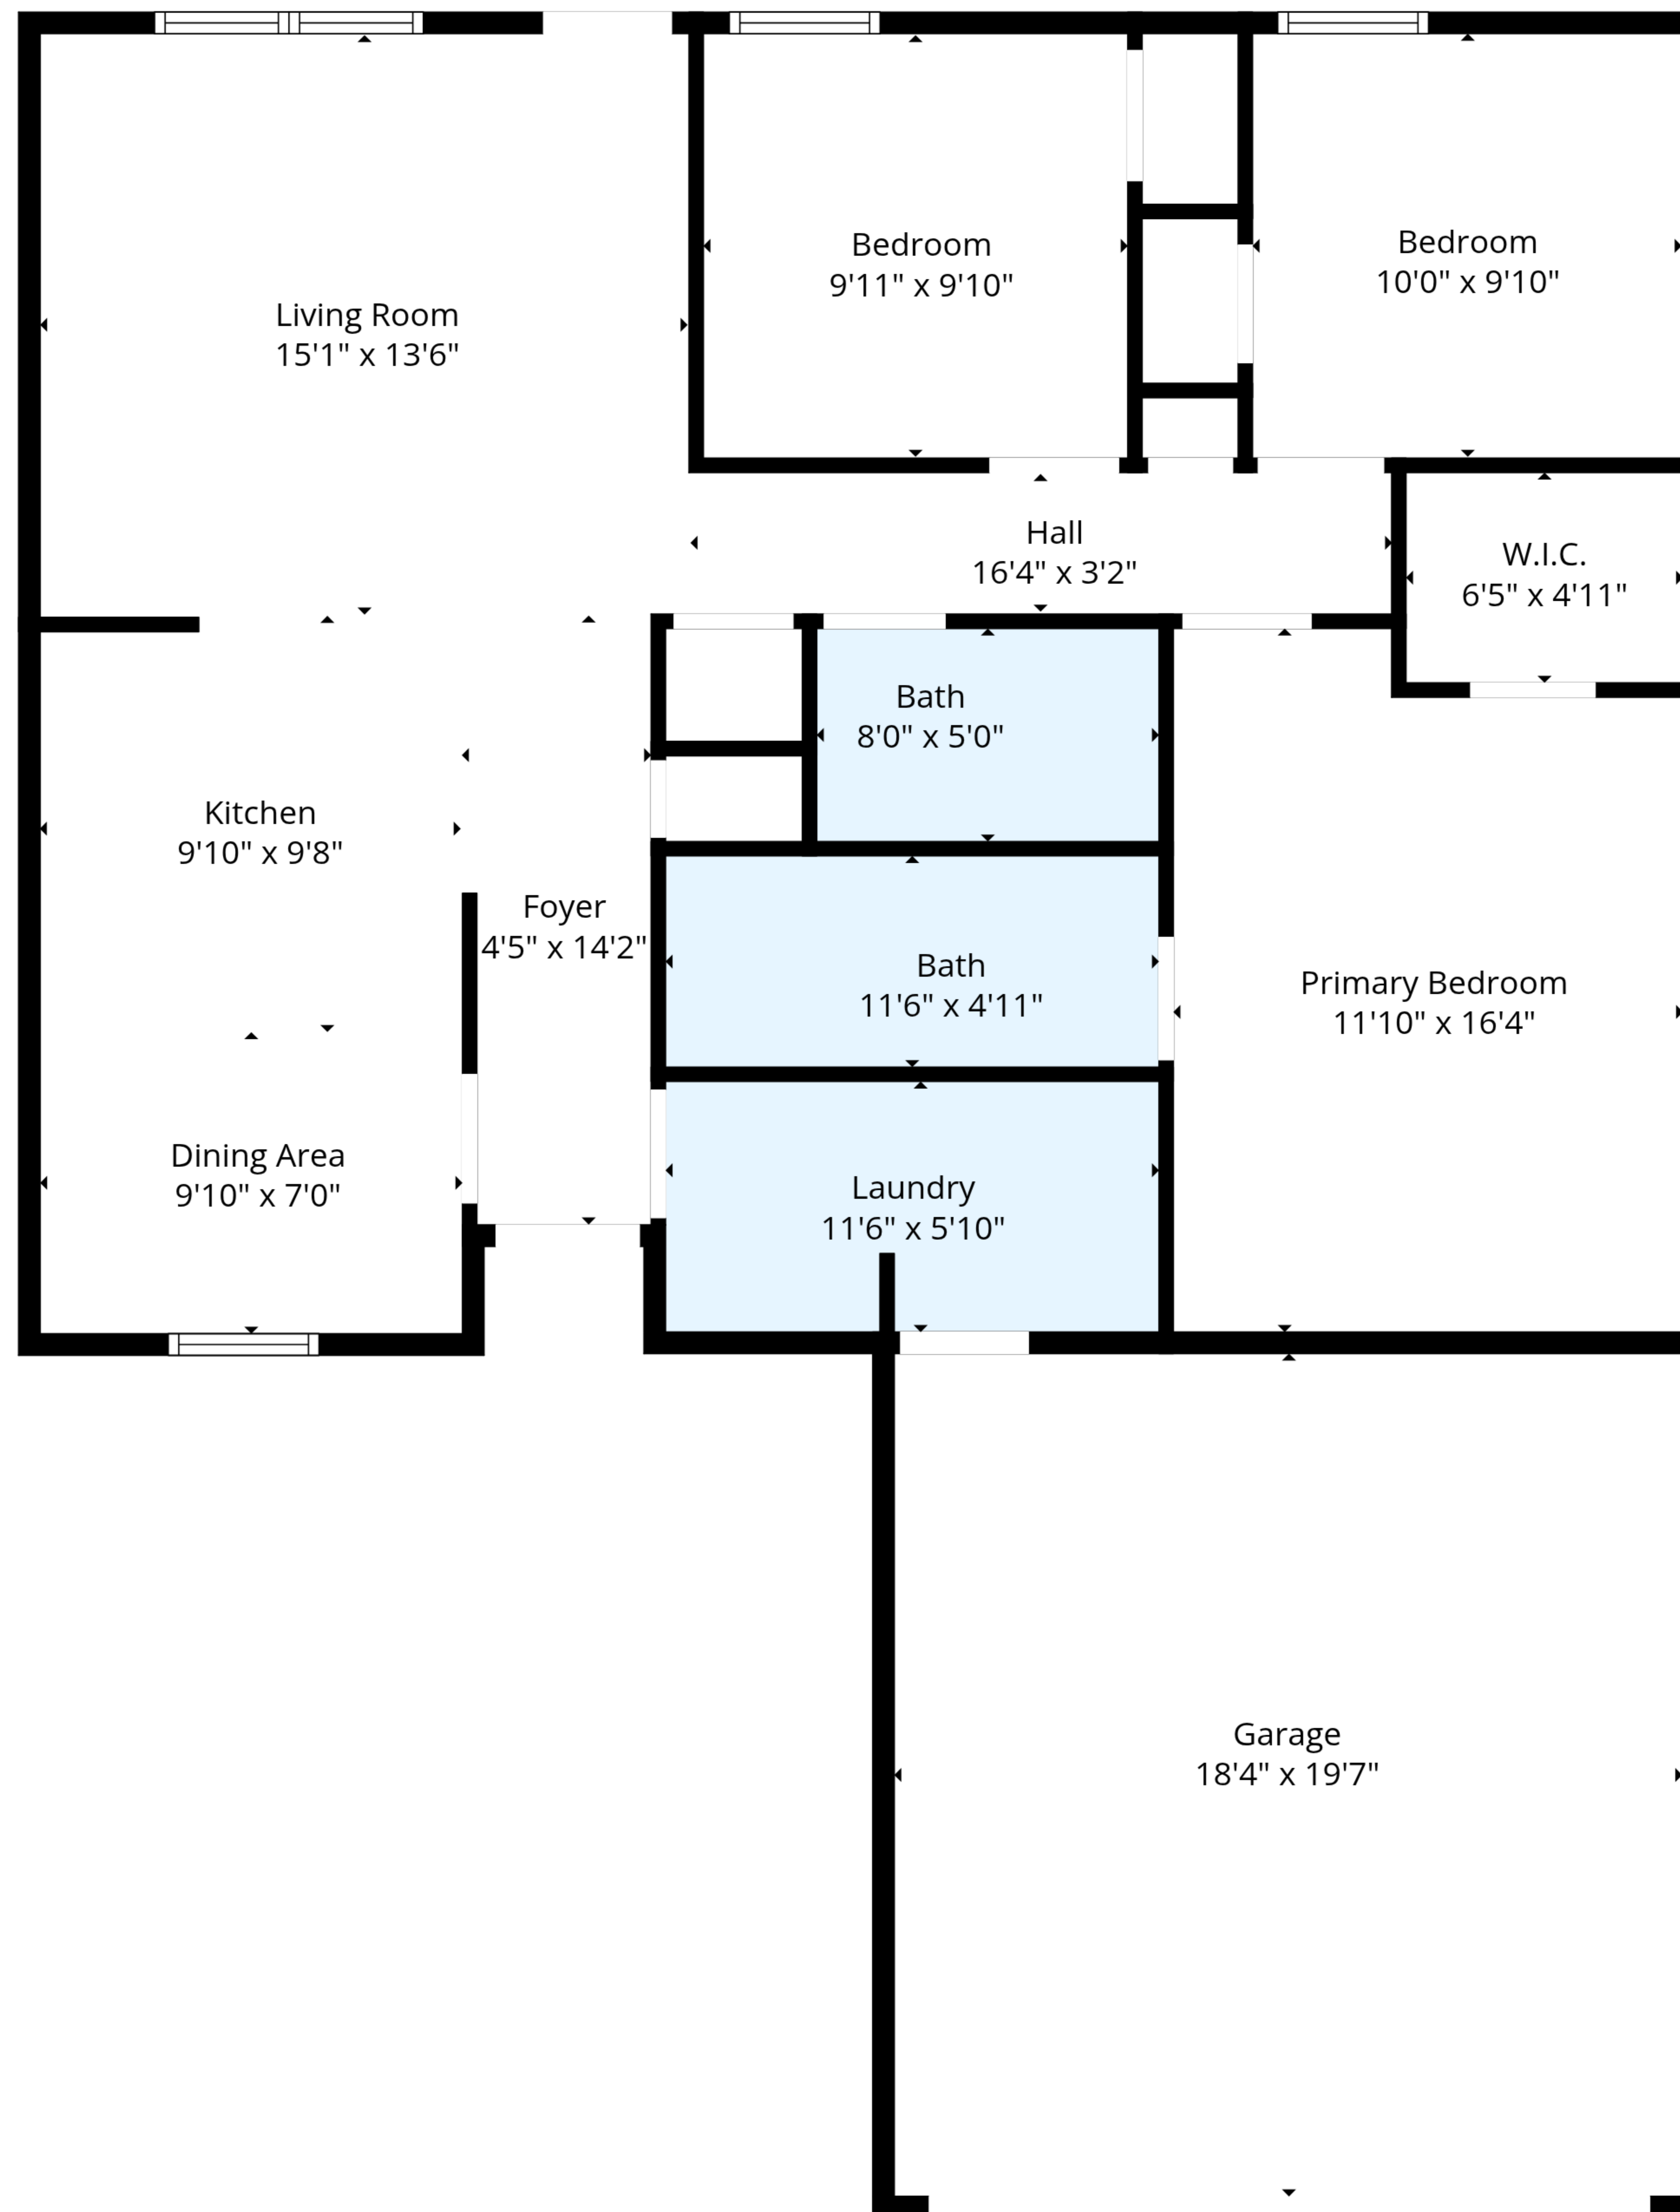 Bedroom
9'11" x 9'10"
Bedroom
10'0" x 9'10"
Living Room
15'1" x 13'6"
Hall
16'4" x 3'2"
W.I.C.
6'5" x 4'11"
Bath
8'0" x 5'0"
Kitchen
9'10" x 9'8"
Foyer
4'5" x 14'2"
Bath
11'6" x 4'11"
Primary Bedroom
11'10" x 16'4"
Dining Area
9'10" x 7'0"
Laundry
11'6" x 5'10"
Garage
18'4" x 19'7"